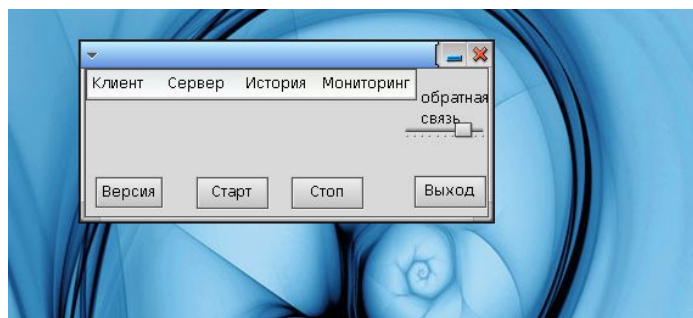 Клиент Сервер История Мониторинг
обратная
связь
Версия Старт Стоп Выход